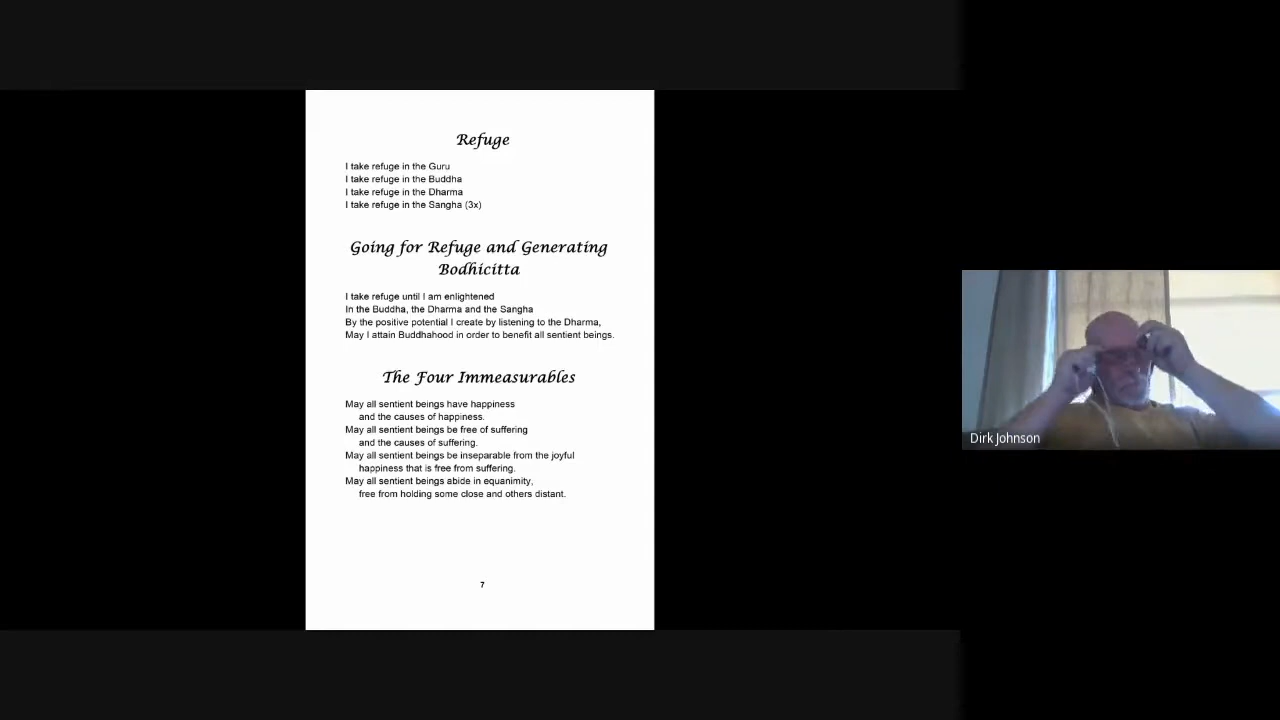 Refuge
I take refuge in the Guru
I take refuge in the Buddha
I take refuge in the Dharma
I take refuge in the Sangha (3x)
Going for Refuge and Generating
Bodhicitta
I take refuge until I am enlightened
In the Buddha, the Dharma and the Sangha
By the positive potential I create by listening to the Dharma,
May I attain Buddhahood in order to benefit all sentient beings.
The Four Immeasurables
May all sentient beings have happiness
and the causes of happiness.
May all sentient beings be free of suffering
and the causes of suffering.
May all sentient beings be inseparable from the joyful
happiness that is free from suffering.
May all sentient beings abide in equanimity,
free from holding some close and others distant.
7
Dirk Johnson